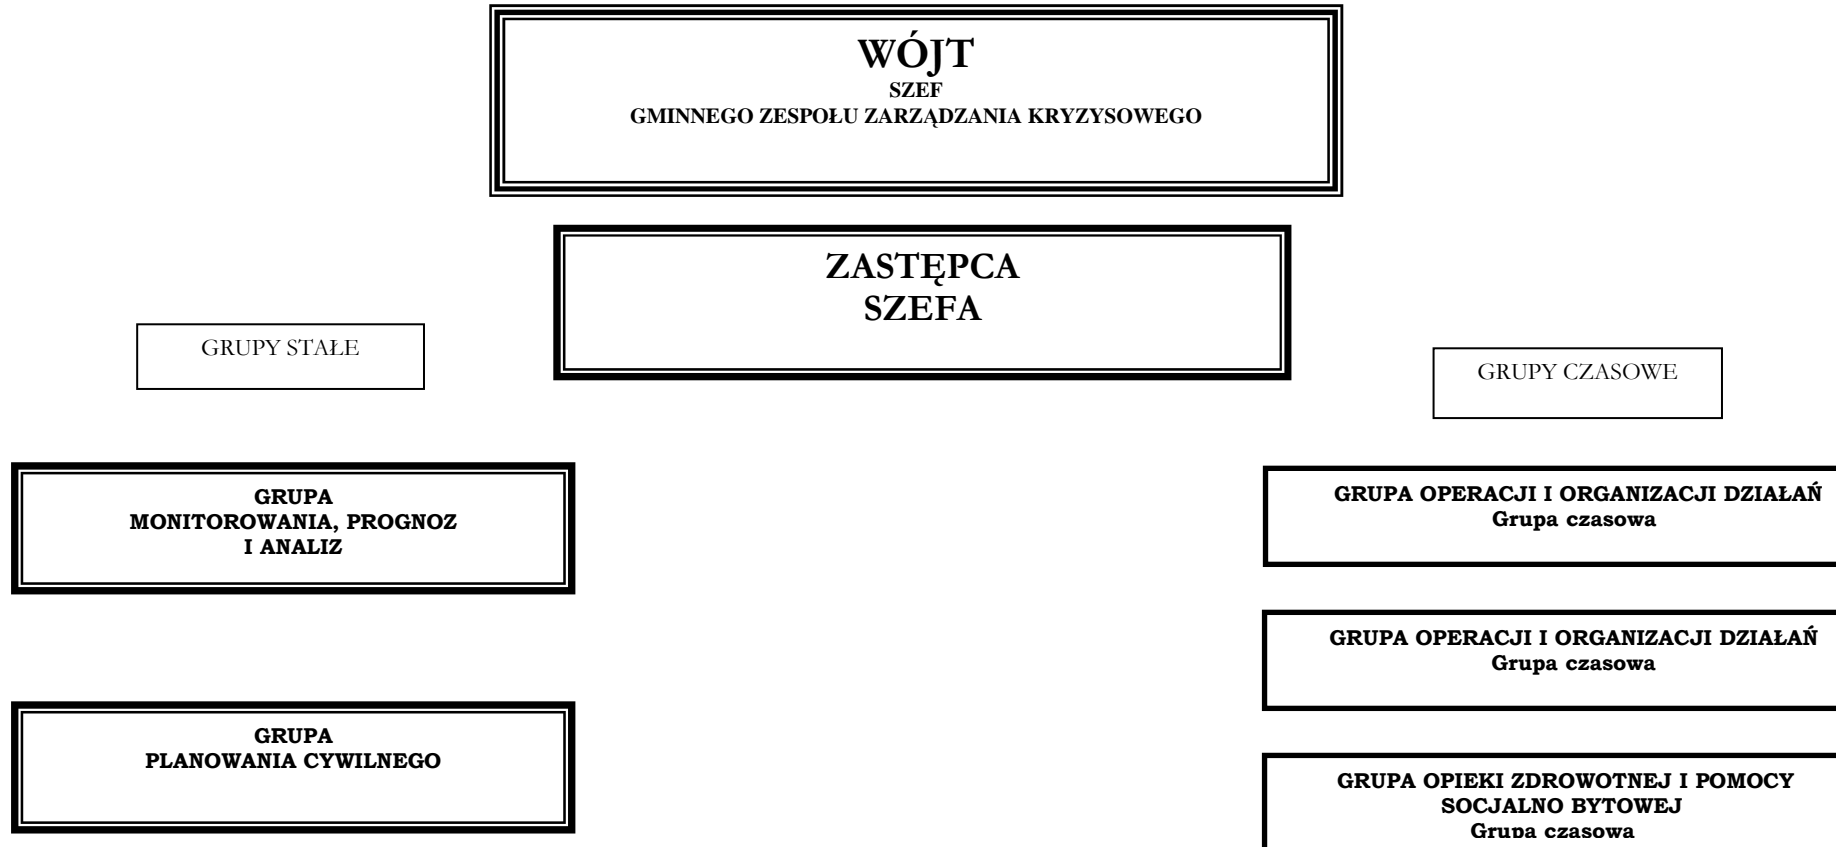 WÓJT
SZEF
GMINNEGO ZESPOŁU ZARZĄDZANIA KRYZYSOWEGO
ZASTĘPCA
SZEFA
GRUPY STAŁE
GRUPY CZASOWE
GRUPA
MONITOROWANIA, PROGNOZ
I ANALIZ
GRUPA
PLANOWANIA CYWILNEGO
GRUPA OPERACJI I ORGANIZACJI DZIAŁAŃ
Grupa czasowa
GRUPA OPERACJI I ORGANIZACJI DZIAŁAŃ
Grupa czasowa
GRUPA OPIEKI ZDROWOTNEJ I POMOCY
SOCJALNO BYTOWEJ
Grupa czasowa